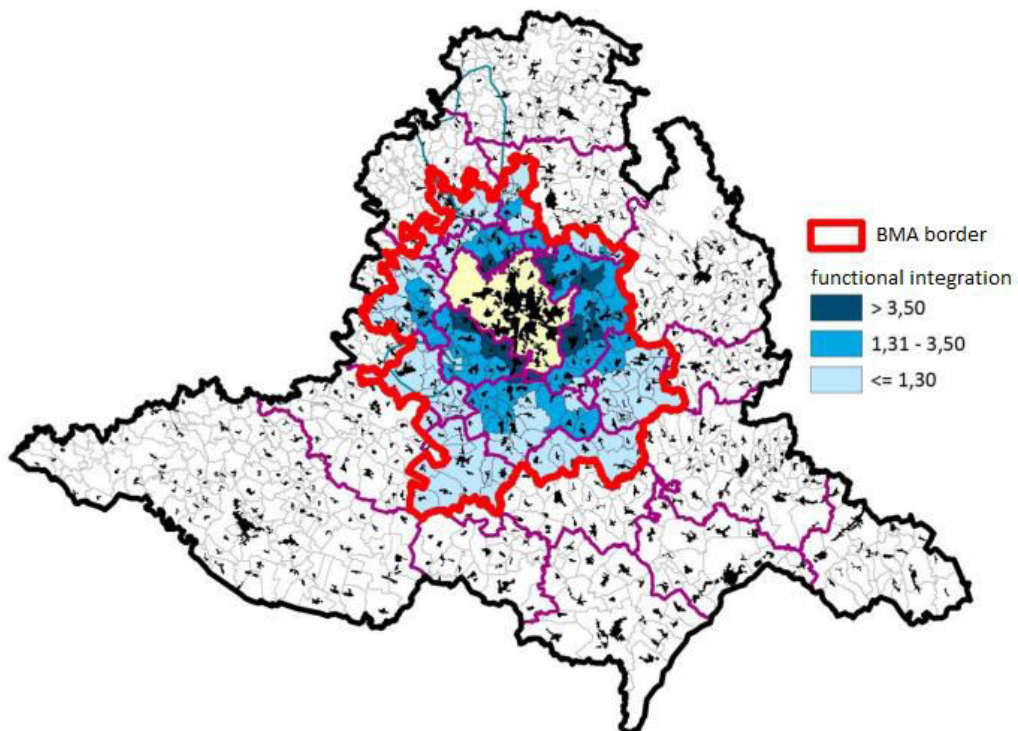 BMA border
functional integration
> 3,50
1,31 - 3,50
<= 1,30